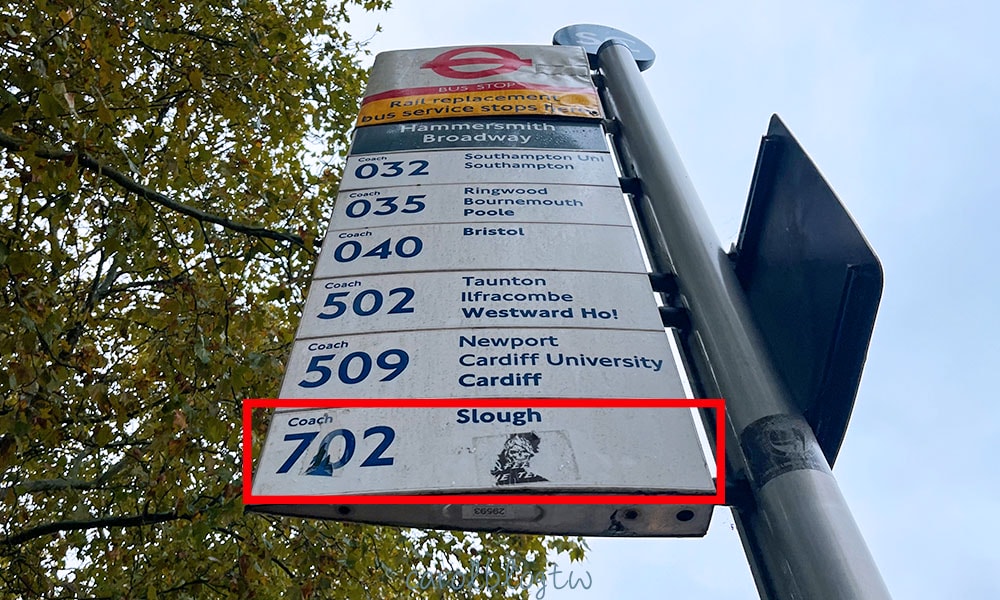 BUS STOP
Rail replacement
bus service stops here
Hammersmith
Broadway
Coach
032
Southampton Uni
Southampton
Coach
035
Ringwood
Bournemouth
Poole
Coach
040
Bristol
Coach
502
Taunton
Ilfracombe
Westward Ho!
Coach
509
Newport
Cardiff University
Cardiff
Coach
702
Slough
29593
carolblogtw